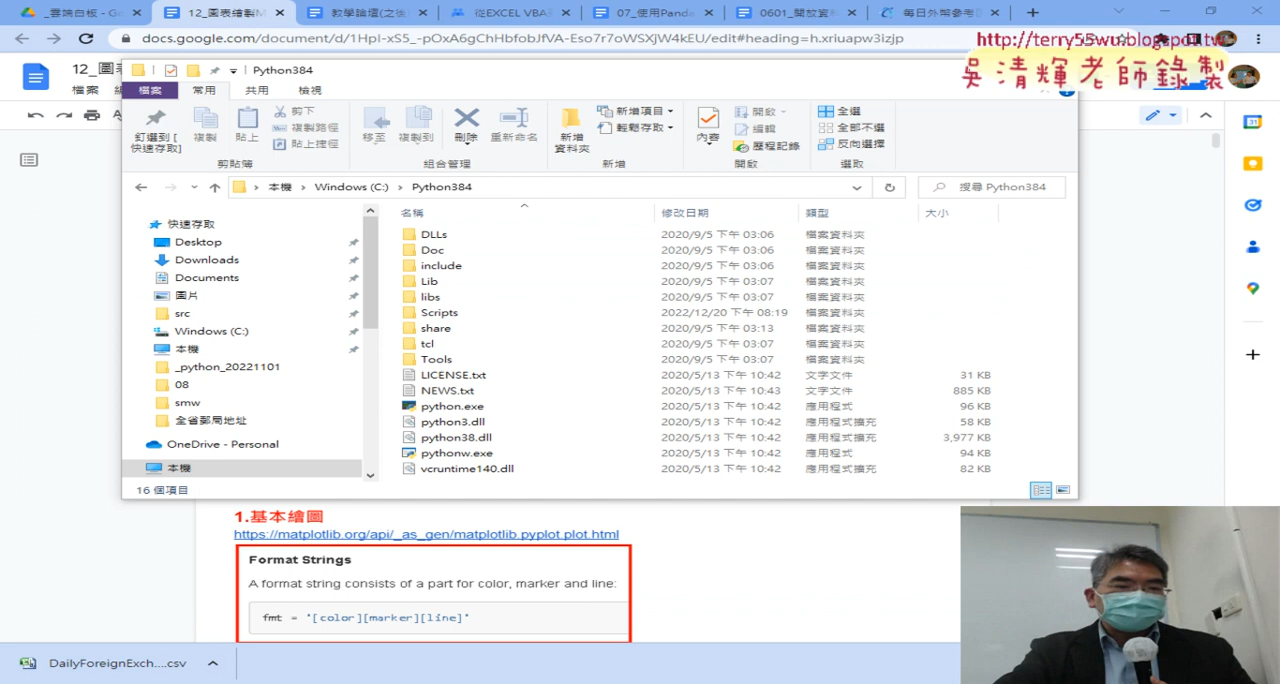 _雲端白板 - G
12_圖表繪製M
教學論壇(之後
從EXCEL VBA
07_使用Panda
0601_開放資料
每日外幣參考
docs.google.com/document/d/1HpI-xS5_-pOxA6gChHbfobJfVA-Eso7r7oWSXjW4kEU/edit#heading=h.xriuapw3izjp
http://terry55wu.blogspot.tw
吳清輝老師錄製
12_圖表
檔案
Python384
檔案 常用 共用 檢視
釘選到 [快速存取]
複製
貼上
剪下
複製路徑
貼上捷徑
剪貼簿
移至
複製到
刪除
重新命名
組合管理
新增資料夾
新增項目
輕鬆存取
新增
內容
開啟
編輯
歷程記錄
開啟
全選
全部不選
反向選擇
選取
本機 › Windows (C:) › Python384
搜尋 Python384
快速存取
Desktop
Downloads
Documents
圖片
src
Windows (C:)
本機
_python_20221101
08
smw
全省郵局地址
OneDrive - Personal
本機
名稱 修改日期 類型 大小
DLLs 2020/9/5 下午 03:06 檔案資料夾
Doc 2020/9/5 下午 03:06 檔案資料夾
include 2020/9/5 下午 03:06 檔案資料夾
Lib 2020/9/5 下午 03:07 檔案資料夾
libs 2020/9/5 下午 03:07 檔案資料夾
Scripts 2022/12/20 下午 08:19 檔案資料夾
share 2020/9/5 下午 03:13 檔案資料夾
tcl 2020/9/5 下午 03:07 檔案資料夾
Tools 2020/9/5 下午 03:07 檔案資料夾
LICENSE.txt 2020/5/13 下午 10:42 文字文件 31 KB
NEWS.txt 2020/5/13 下午 10:43 文字文件 885 KB
python.exe 2020/5/13 下午 10:42 應用程式 96 KB
python3.dll 2020/5/13 下午 10:42 應用程式擴充 58 KB
python38.dll 2020/5/13 下午 10:42 應用程式擴充 3,977 KB
pythonw.exe 2020/5/13 下午 10:42 應用程式 94 KB
vcruntime140.dll 2020/5/13 下午 10:42 應用程式擴充 82 KB
16 個項目
1.基本繪圖
https://matplotlib.org/api/_as_gen/matplotlib.pyplot.plot.html
Format Strings
A format string consists of a part for color, marker and line:
fmt = '[color][marker][line]'
DailyForeignExch....csv